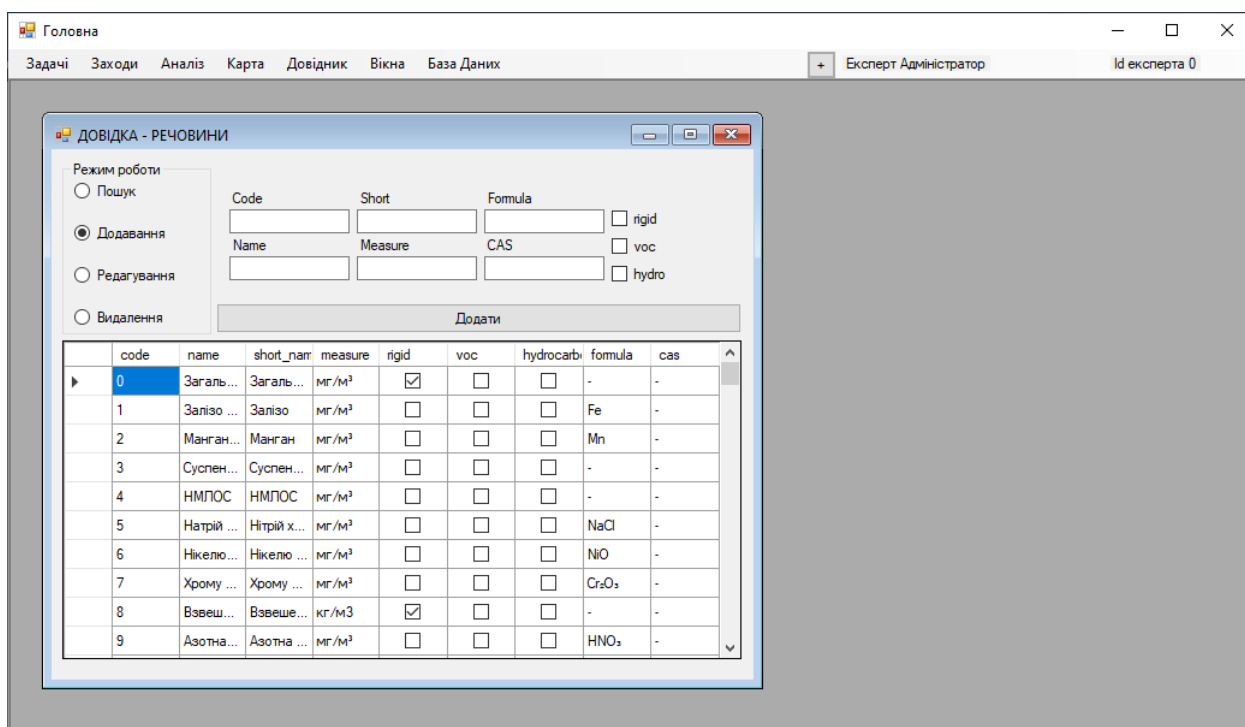 Головна
Задачі Заходи Аналіз Карта Довідник Вікна База Даних + Експерт Адміністратор Id експерта 0
ДОВІДКА - РЕЧОВИНИ
Режим роботи
Пошук
Додавання
Редагування
Видалення
Code Short Formula
rigid
Name Measure CAS
voc
hydro
Додати
code name short_nam measure rigid voc hydrocarb formula cas
0 Загаль... Загаль... мг/м³ - -
1 Залізо ... Залізо мг/м³ Fe -
2 Манган... Манган мг/м³ Mn -
3 Суспен... Суспен... мг/м³ - -
4 НМЛОС НМЛОС мг/м³ - -
5 Натрій ... Нітрій х... мг/м³ NaCl -
6 Нікелю... Нікелю ... мг/м³ NiO -
7 Хрому ... Хрому ... мг/м³ Cr₂O₃ -
8 Взвеш... Взвеше... кг/м3 - -
9 Азотна... Азотна ... мг/м³ HNO₃ -